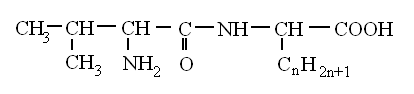 CH₃ — CH — CH — C — NH — CH — COOH
CH₃ NH₂ O CₙH₂ₙ₊₁